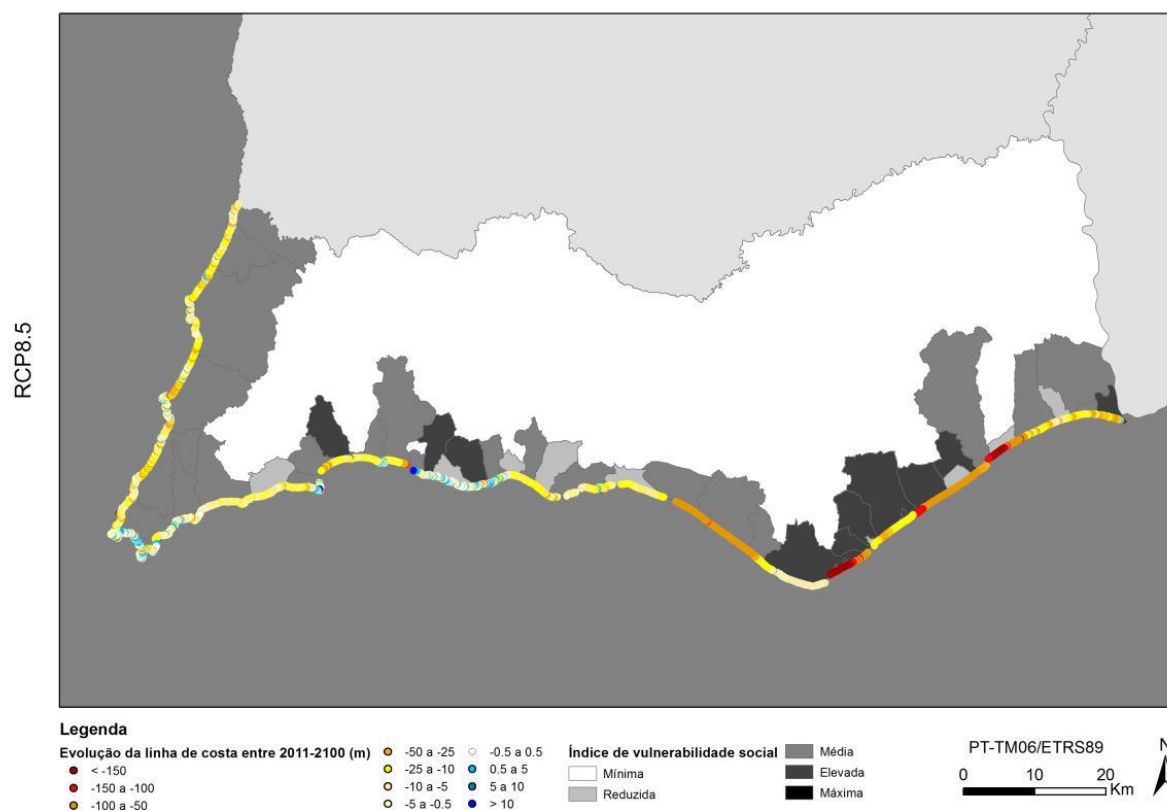 RCP8.5
Legenda
Evolução da linha de costa entre 2011-2100 (m)
< -150
-150 a -100
-100 a -50
-50 a -25
-25 a -10
-10 a -5
-5 a -0.5
-0.5 a 0.5
0.5 a 5
5 a 10
> 10
Índice de vulnerabilidade social
Mínima
Reduzida
Média
Elevada
Máxima
PT-TM06/ETRS89
0 10 20
Km
N